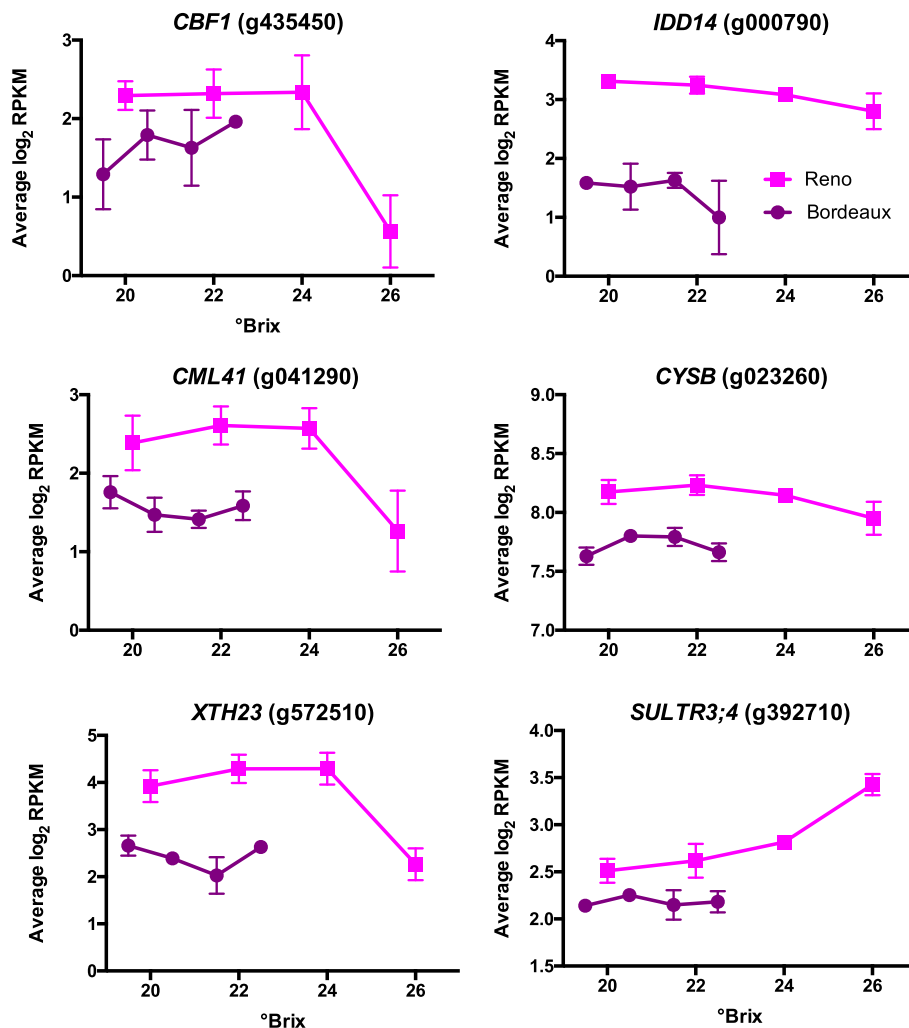 CBF1 (g435450)
Average log2 RPKM
3
2
1
0
20 22 24 26
°Brix
IDD14 (g000790)
Average log2 RPKM
4
3
2
1
0
20 22 24 26
Reno
Bordeaux
CML41 (g041290)
Average log2 RPKM
3
2
1
0
20 22 24 26
CYSB (g023260)
Average log2 RPKM
9.0
8.5
8.0
7.5
7.0
20 22 24 26
XTH23 (g572510)
Average log2 RPKM
5
4
3
2
1
0
20 22 24 26
°Brix
SULTR3;4 (g392710)
Average log2 RPKM
4.0
3.5
3.0
2.5
2.0
1.5
20 22 24 26
°Brix